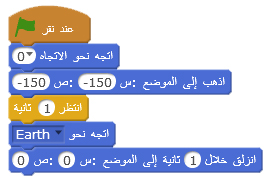 عند نقر
اتجه نحو الاتجاه 0
اذهب إلى الموضع س: -150 ص: -150
انتظر 1 ثانية
اتجه نحو Earth
انزلق خلال 1 ثانية إلى الموضع س: 0 ص: 0